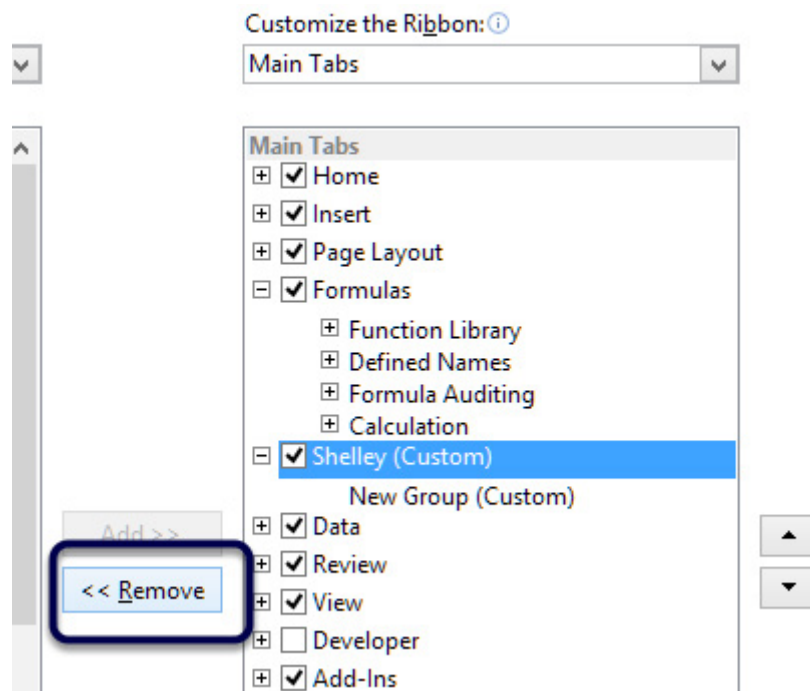 Customize the Ribbon:
Main Tabs
Main Tabs
Home
Insert
Page Layout
Formulas
Function Library
Defined Names
Formula Auditing
Calculation
Shelley (Custom)
New Group (Custom)
Add >>
Data
Review
<< Remove
View
Developer
Add-Ins